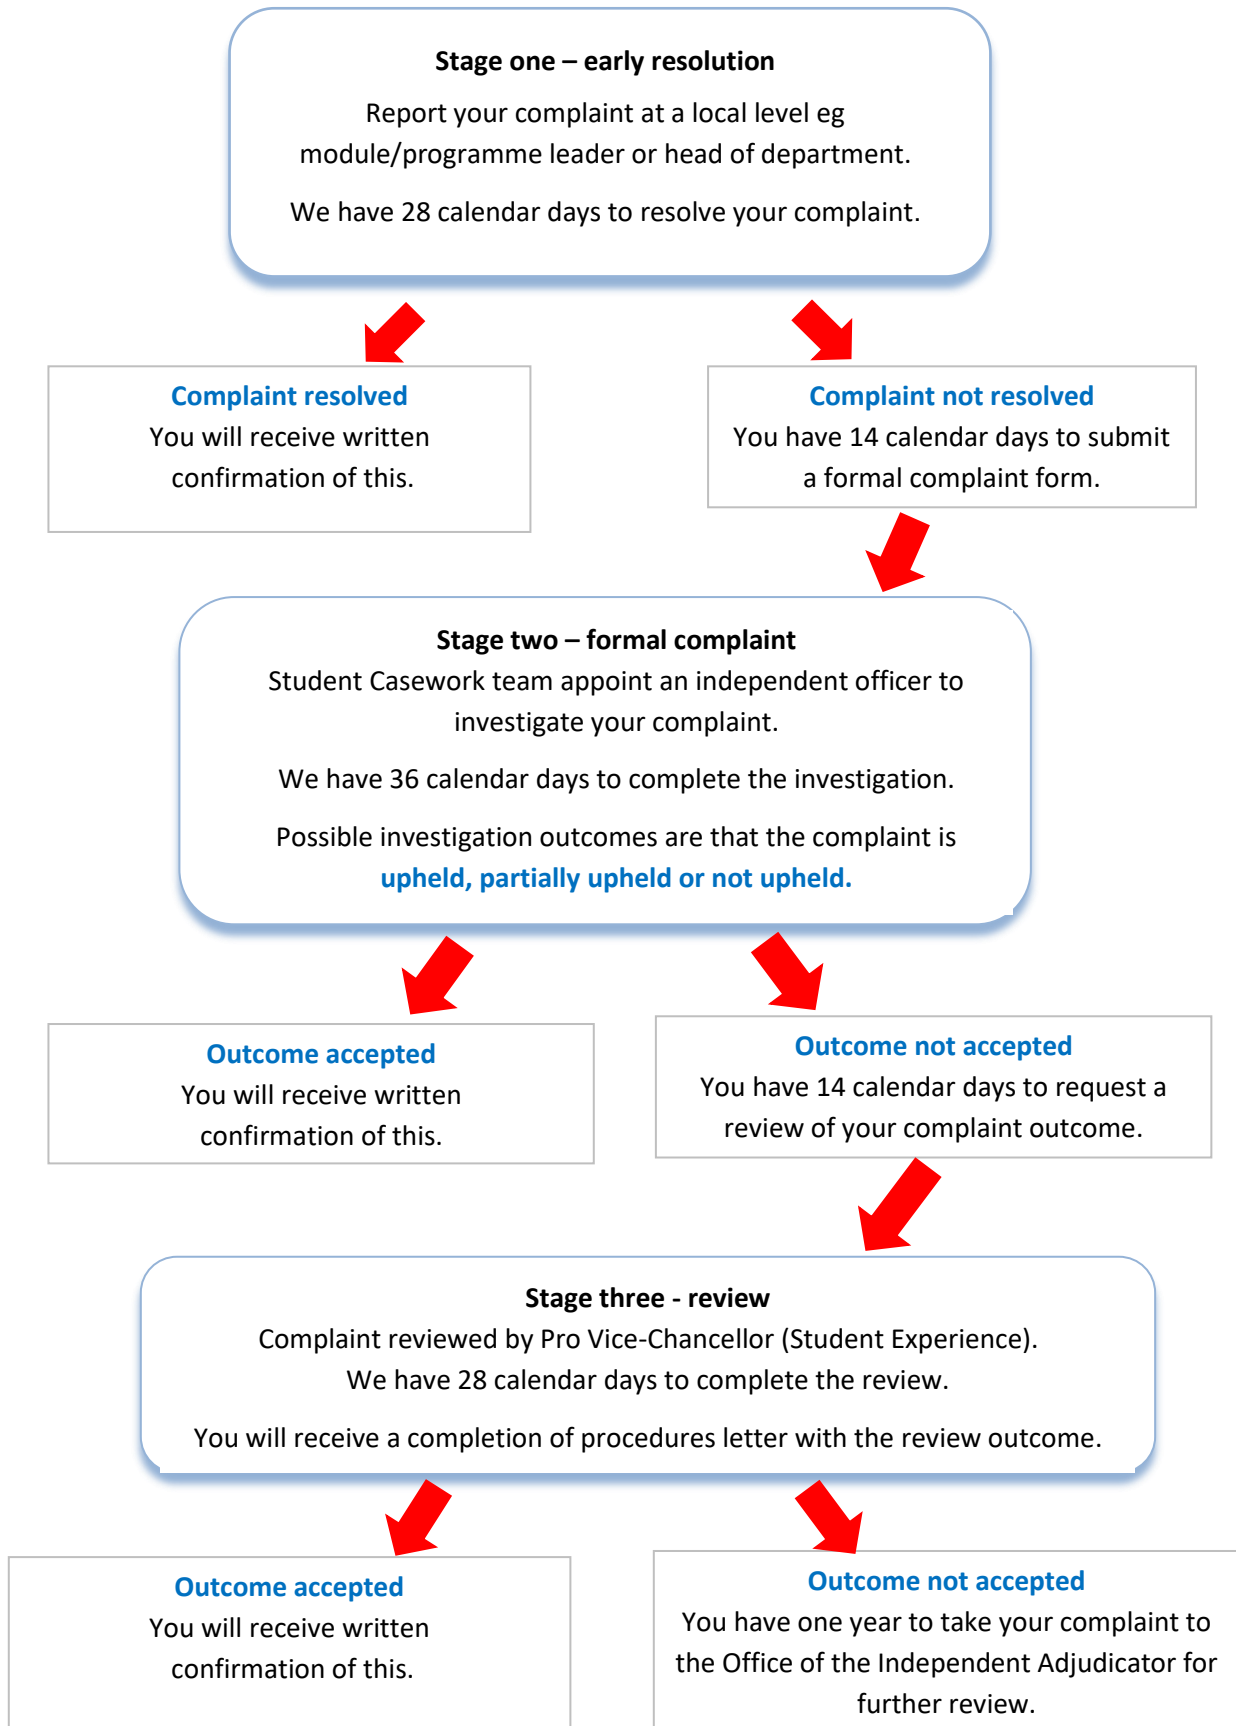 Stage one – early resolution
Report your complaint at a local level eg
module/programme leader or head of department.
We have 28 calendar days to resolve your complaint.
Complaint resolved
You will receive written
confirmation of this.
Complaint not resolved
You have 14 calendar days to submit
a formal complaint form.
Stage two – formal complaint
Student Casework team appoint an independent officer to
investigate your complaint.
We have 36 calendar days to complete the investigation.
Possible investigation outcomes are that the complaint is
upheld, partially upheld or not upheld.
Outcome accepted
You will receive written
confirmation of this.
Outcome not accepted
You have 14 calendar days to request a
review of your complaint outcome.
Stage three - review
Complaint reviewed by Pro Vice-Chancellor (Student Experience).
We have 28 calendar days to complete the review.
You will receive a completion of procedures letter with the review outcome.
Outcome accepted
You will receive written
confirmation of this.
Outcome not accepted
You have one year to take your complaint to
the Office of the Independent Adjudicator for
further review.